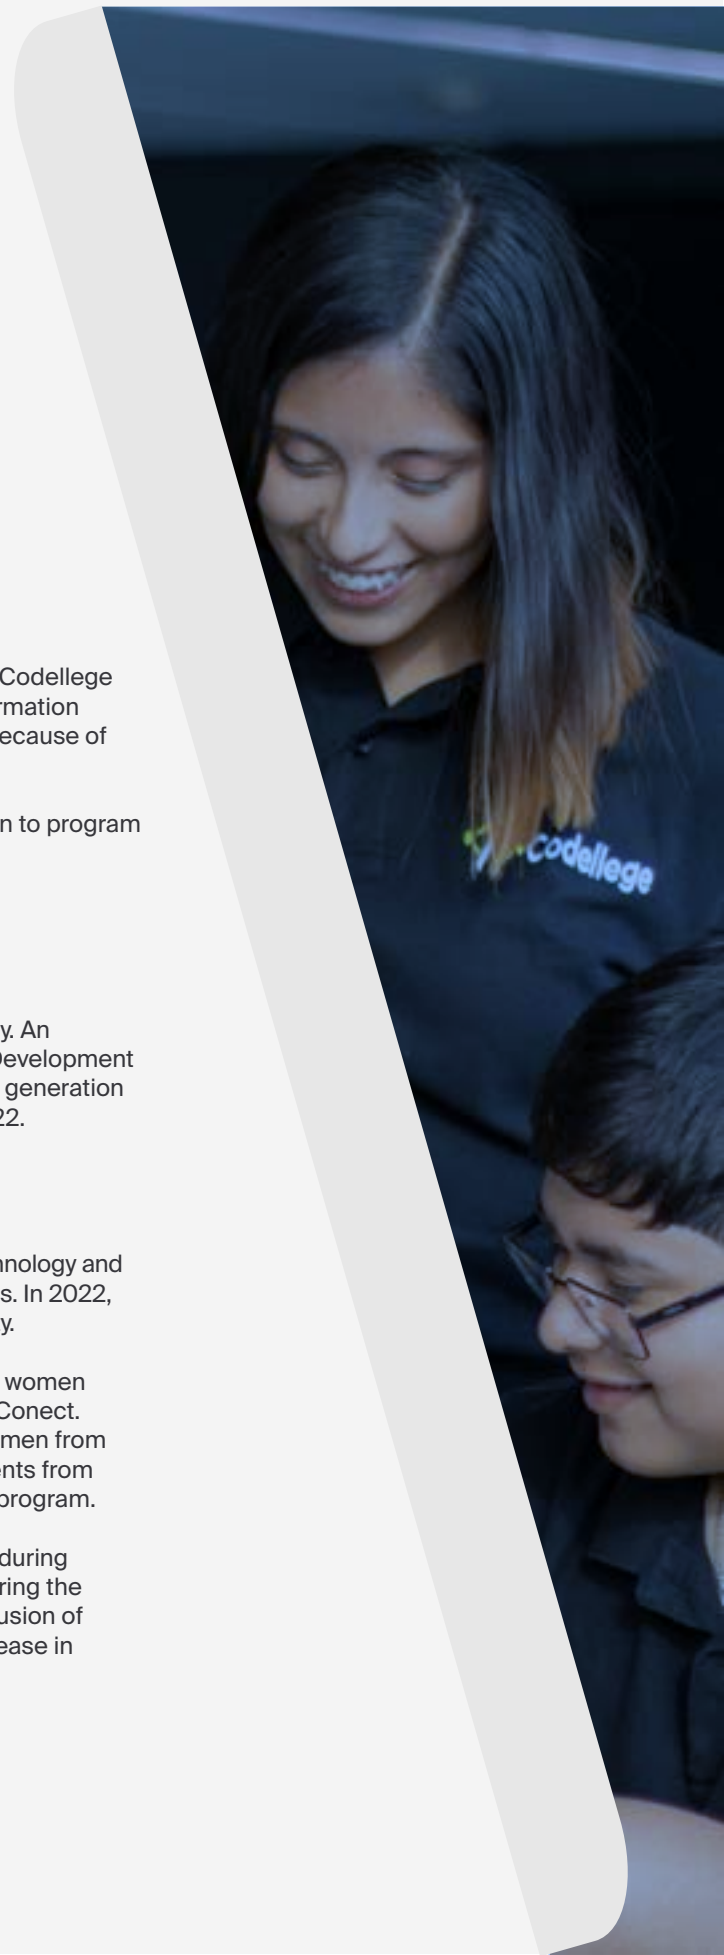 Codellege
rmation
ecause of
n to program
y. An
Development
generation
22.
hnology and
s. In 2022,
y.
women
Conect.
men from
ents from
program.
during
ring the
usion of
ease in
codellege